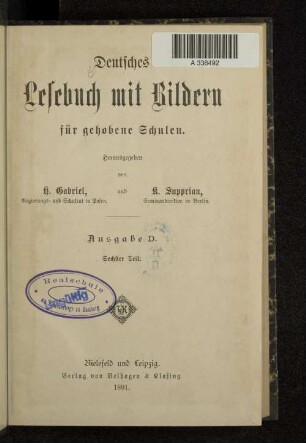 A 338492
Deutsches
Lesebuch mit Bildern
für gehobene Schulen.
Herausgegeben
von
H. Gabriel, und K. Supprian,
Regierungs- und Schulrat in Posen. Seminardirektor in Berlin.
Ausgabe D.
Sechster Teil.
Realschule
Bielefeld und Leipzig.
Verlag von Velhagen & Klasing
1891.